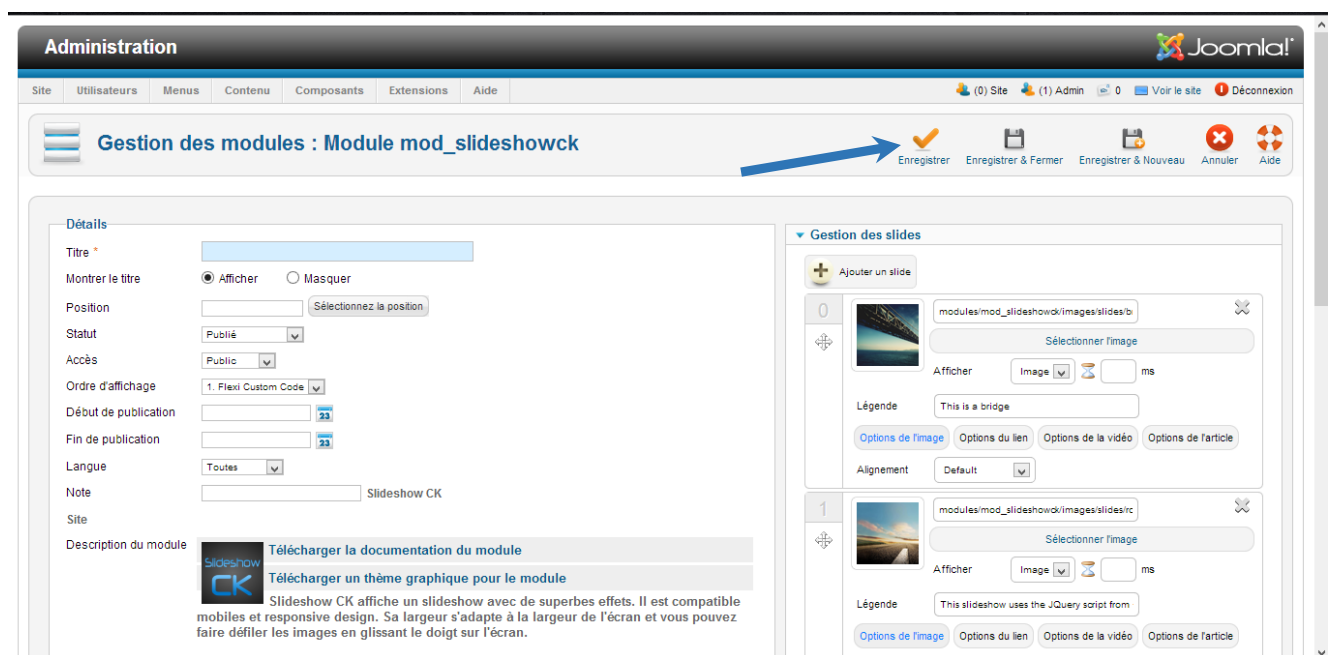 Administration
Joomla!
Site Utilisateurs Menus Contenu Composants Extensions Aide
(0) Site (1) Admin 0 Voir le site Déconnexion
Gestion des modules : Module mod_slideshowck
Enregistrer Enregistrer & Fermer Enregistrer & Nouveau Annuler Aide
Détails
Titre *
Montrer le titre Afficher Masquer
Position Sélectionnez la position
Statut Publié
Accès Public
Ordre d'affichage 1. Flexi Custom Code
Début de publication 23
Fin de publication 23
Langue Toutes
Note Slideshow CK
Site
Description du module
Slideshow
CK
Télécharger la documentation du module
Télécharger un thème graphique pour le module
Slideshow CK affiche un slideshow avec de superbes effets. Il est compatible
mobiles et responsive design. Sa largeur s'adapte à la largeur de l'écran et vous pouvez
faire défiler les images en glissant le doigt sur l'écran.
Gestion des slides
Ajouter un slide
0
modules/mod_slideshowck/images/slides/b
Sélectionner l'image
Afficher Image ms
Légende This is a bridge
Options de l'image Options du lien Options de la vidéo Options de l'article
Alignement Default
1
modules/mod_slideshowck/images/slides/rc
Sélectionner l'image
Afficher Image ms
Légende This slideshow uses the JQuery script from
Options de l'image Options du lien Options de la vidéo Options de l'article